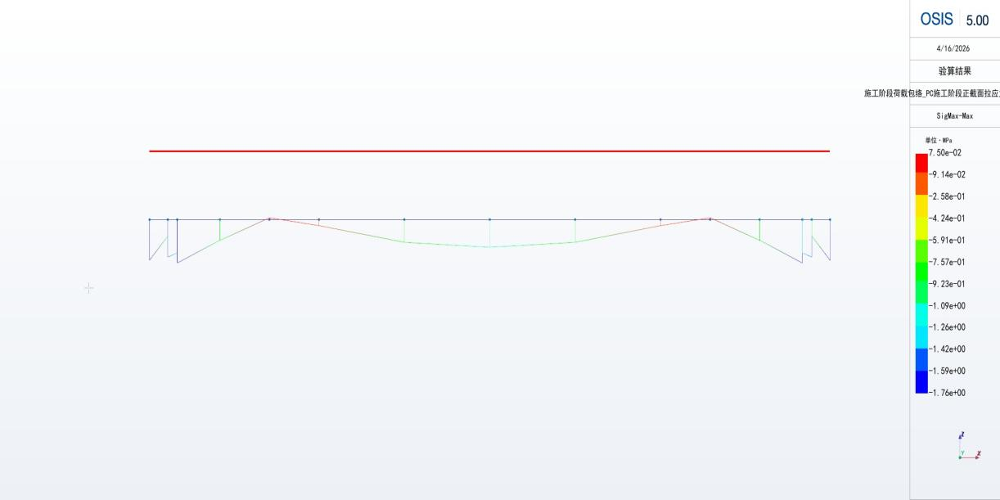 OSIS 5.00
4/16/2026
验算结果
施工阶段荷载包络_PC施工阶段正截面拉应
SigMax-Max
单位・MPa
7.50e-02
-9.14e-02
-2.58e-01
-4.24e-01
-5.91e-01
-7.57e-01
-9.23e-01
-1.09e+00
-1.26e+00
-1.42e+00
-1.59e+00
-1.76e+00
Z
Y X